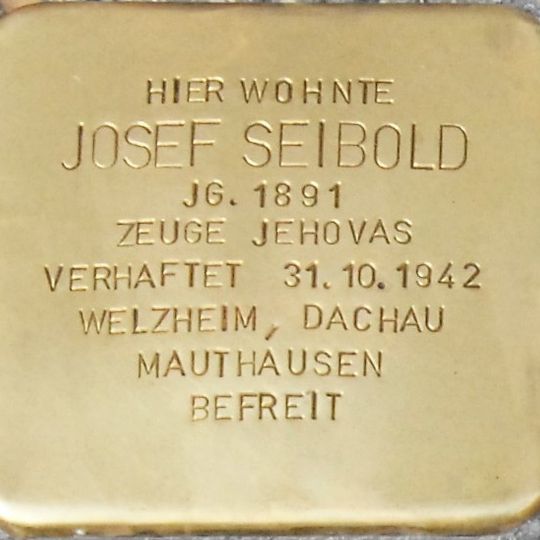 HIER WOHNTE
JOSEF SEIBOLD
JG. 1891
ZEUGE JEHOVAS
VERHAFTET 31.10.1942
WELZHEIM, DACHAU
MAUTHAUSEN
BEFREIT